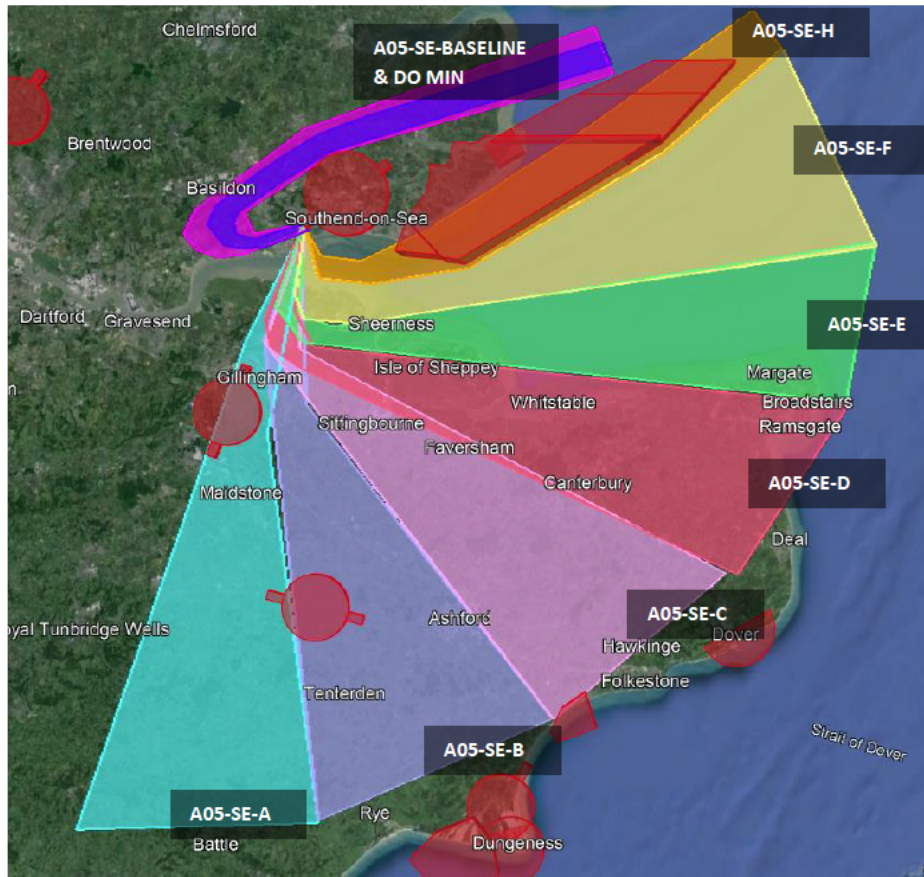 Chelmsford
A05-SE-BASELINE
& DO MIN
A05-SE-H
Brentwood
A05-SE-F
Basildon
Southend-on-Sea
Dartford
Gravesend
Sheerness
A05-SE-E
Isle of Sheppey
Margate
Gillingham
Whitstable
Broadstairs
Sittingbourne
Ramsgate
Faversham
Canterbury
A05-SE-D
Maidstone
Deal
Ashford
A05-SE-C
oyal Tunbridge Wells
Dover
Hawkinge
Folkestone
Tenterden
Strait of Dover
A05-SE-B
A05-SE-A
Rye
Battle
Dungeness